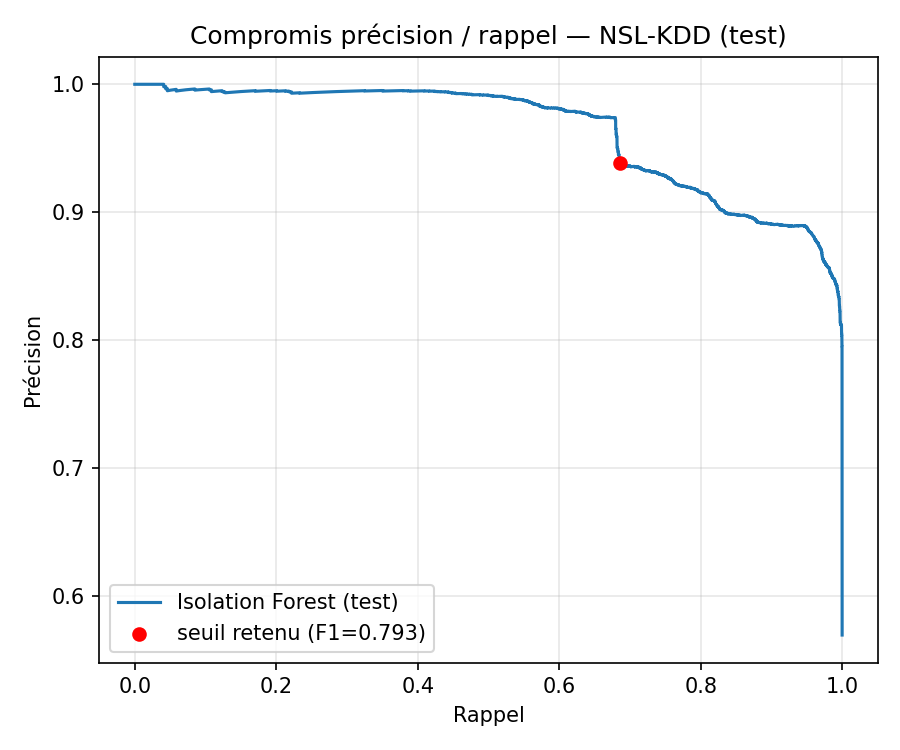 Compromis précision / rappel — NSL-KDD (test)
1.0
0.9
0.8
0.7
0.6
Précision
Isolation Forest (test)
seuil retenu (F1=0.793)
0.0 0.2 0.4 0.6 0.8 1.0
Rappel